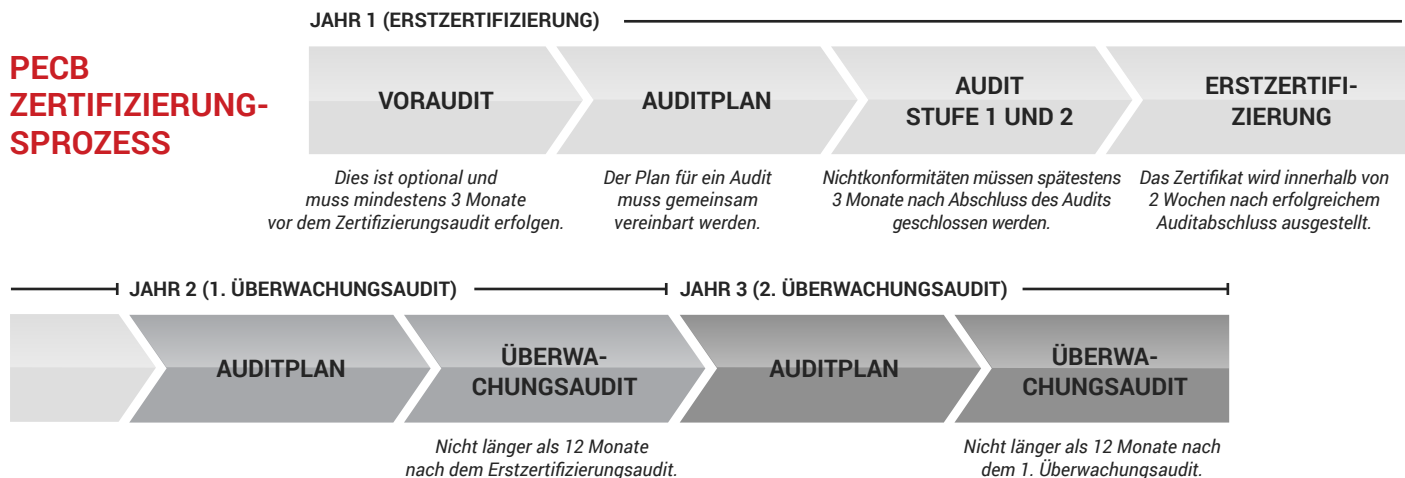 JAHR 1 (ERSTZERTIFIZIERUNG)
PECB
ZERTIFIZIERUNG-
SPROZESS
VORAUDIT
AUDITPLAN
AUDIT
STUFE 1 UND 2
ERSTZERTIFI-
ZIERUNG
Dies ist optional und
muss mindestens 3 Monate
vor dem Zertifizierungsaudit erfolgen.
Der Plan für ein Audit
muss gemeinsam
vereinbart werden.
Nichtkonformitäten müssen spätestens
3 Monate nach Abschluss des Audits
geschlossen werden.
Das Zertifikat wird innerhalb von
2 Wochen nach erfolgreichem
Auditabschluss ausgestellt.
JAHR 2 (1. ÜBERWACHUNGSAUDIT)
JAHR 3 (2. ÜBERWACHUNGSAUDIT)
AUDITPLAN
ÜBERWA-
CHUNGSAUDIT
AUDITPLAN
ÜBERWA-
CHUNGSAUDIT
Nicht länger als 12 Monate
nach dem Erstzertifizierungsaudit.
Nicht länger als 12 Monate nach
dem 1. Überwachungsaudit.